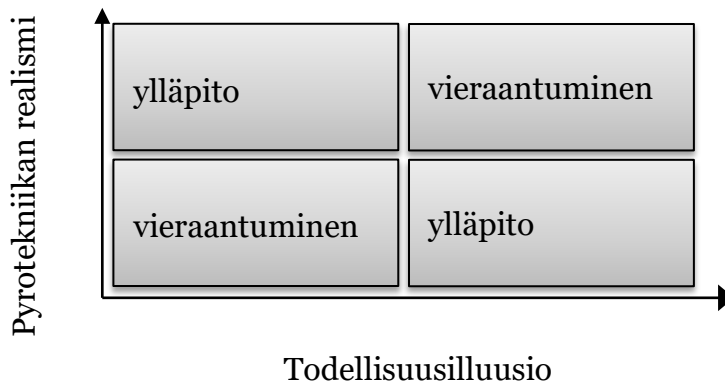 Pyrotekniikan realismi
ylläpito
vieraantuminen
vieraantuminen
ylläpito
Todellisuusilluusio